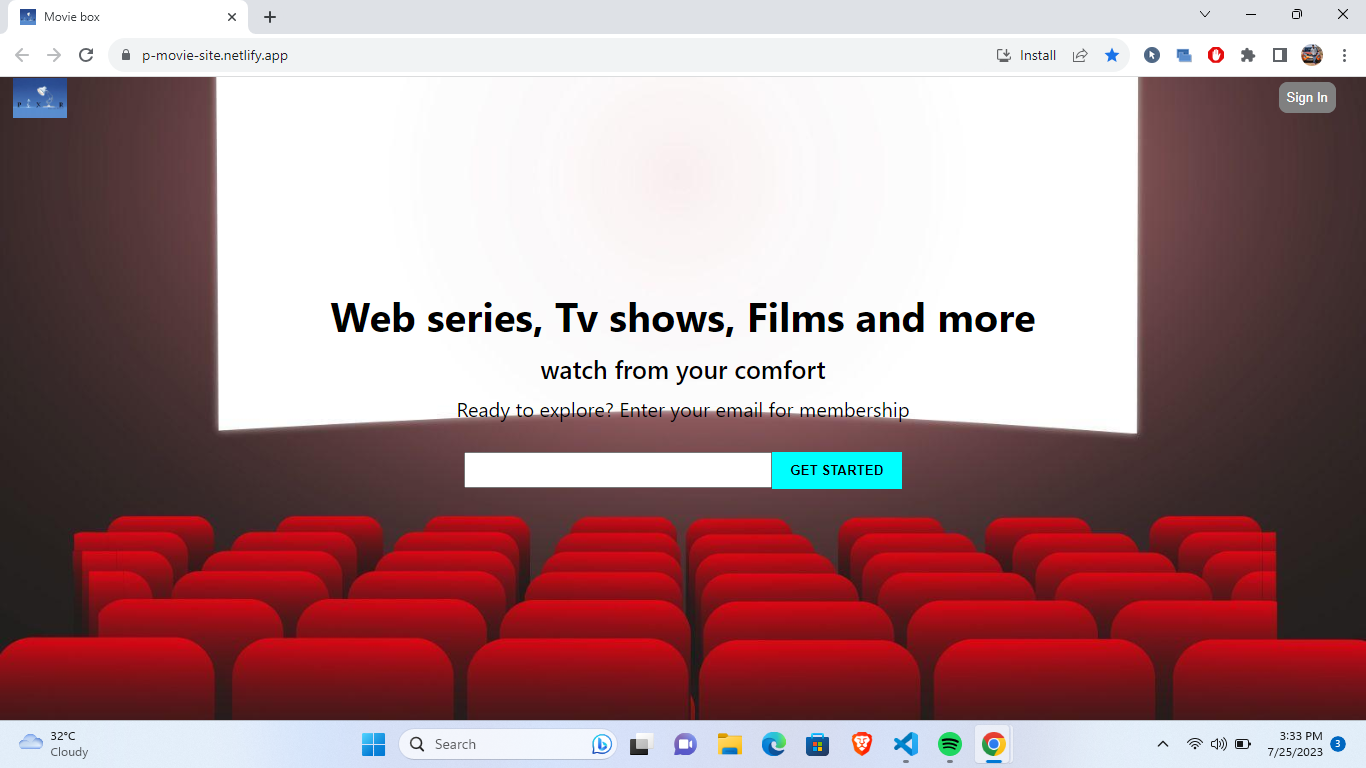 Movie box
p-movie-site.netlify.app
Install
Sign In
Web series, Tv shows, Films and more
watch from your comfort
Ready to explore? Enter your email for membership
GET STARTED
32°C
Cloudy
Search
3:33 PM
7/25/2023
3